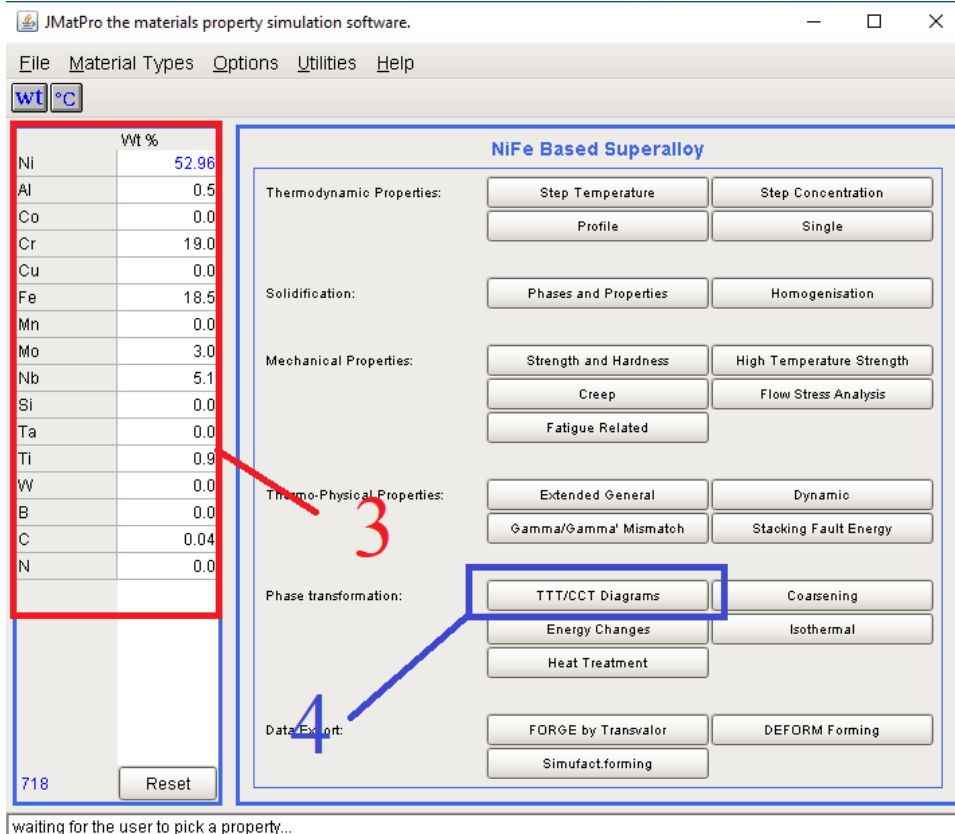 JMatPro the materials property simulation software.
File Material Types Options Utilities Help
wt °C
Wt %
Ni 52.96
Al 0.5
Co 0.0
Cr 19.0
Cu 0.0
Fe 18.5
Mn 0.0
Mo 3.0
Nb 5.1
Si 0.0
Ta 0.0
Ti 0.9
W 0.0
B 0.0
C 0.04
N 0.0
718 Reset
3
NiFe Based Superalloy
Thermodynamic Properties: Step Temperature Step Concentration
Profile Single
Solidification: Phases and Properties Homogenisation
Mechanical Properties: Strength and Hardness High Temperature Strength
Creep Flow Stress Analysis
Fatigue Related
Thermo-Physical Properties: Extended General Dynamic
Gamma/Gamma' Mismatch Stacking Fault Energy
Phase transformation: TTT/CCT Diagrams Coarsening
Energy Changes Isothermal
Heat Treatment
4
Data Export: FORGE by Transvalor DEFORM Forming
Simufact.forming
waiting for the user to pick a property...